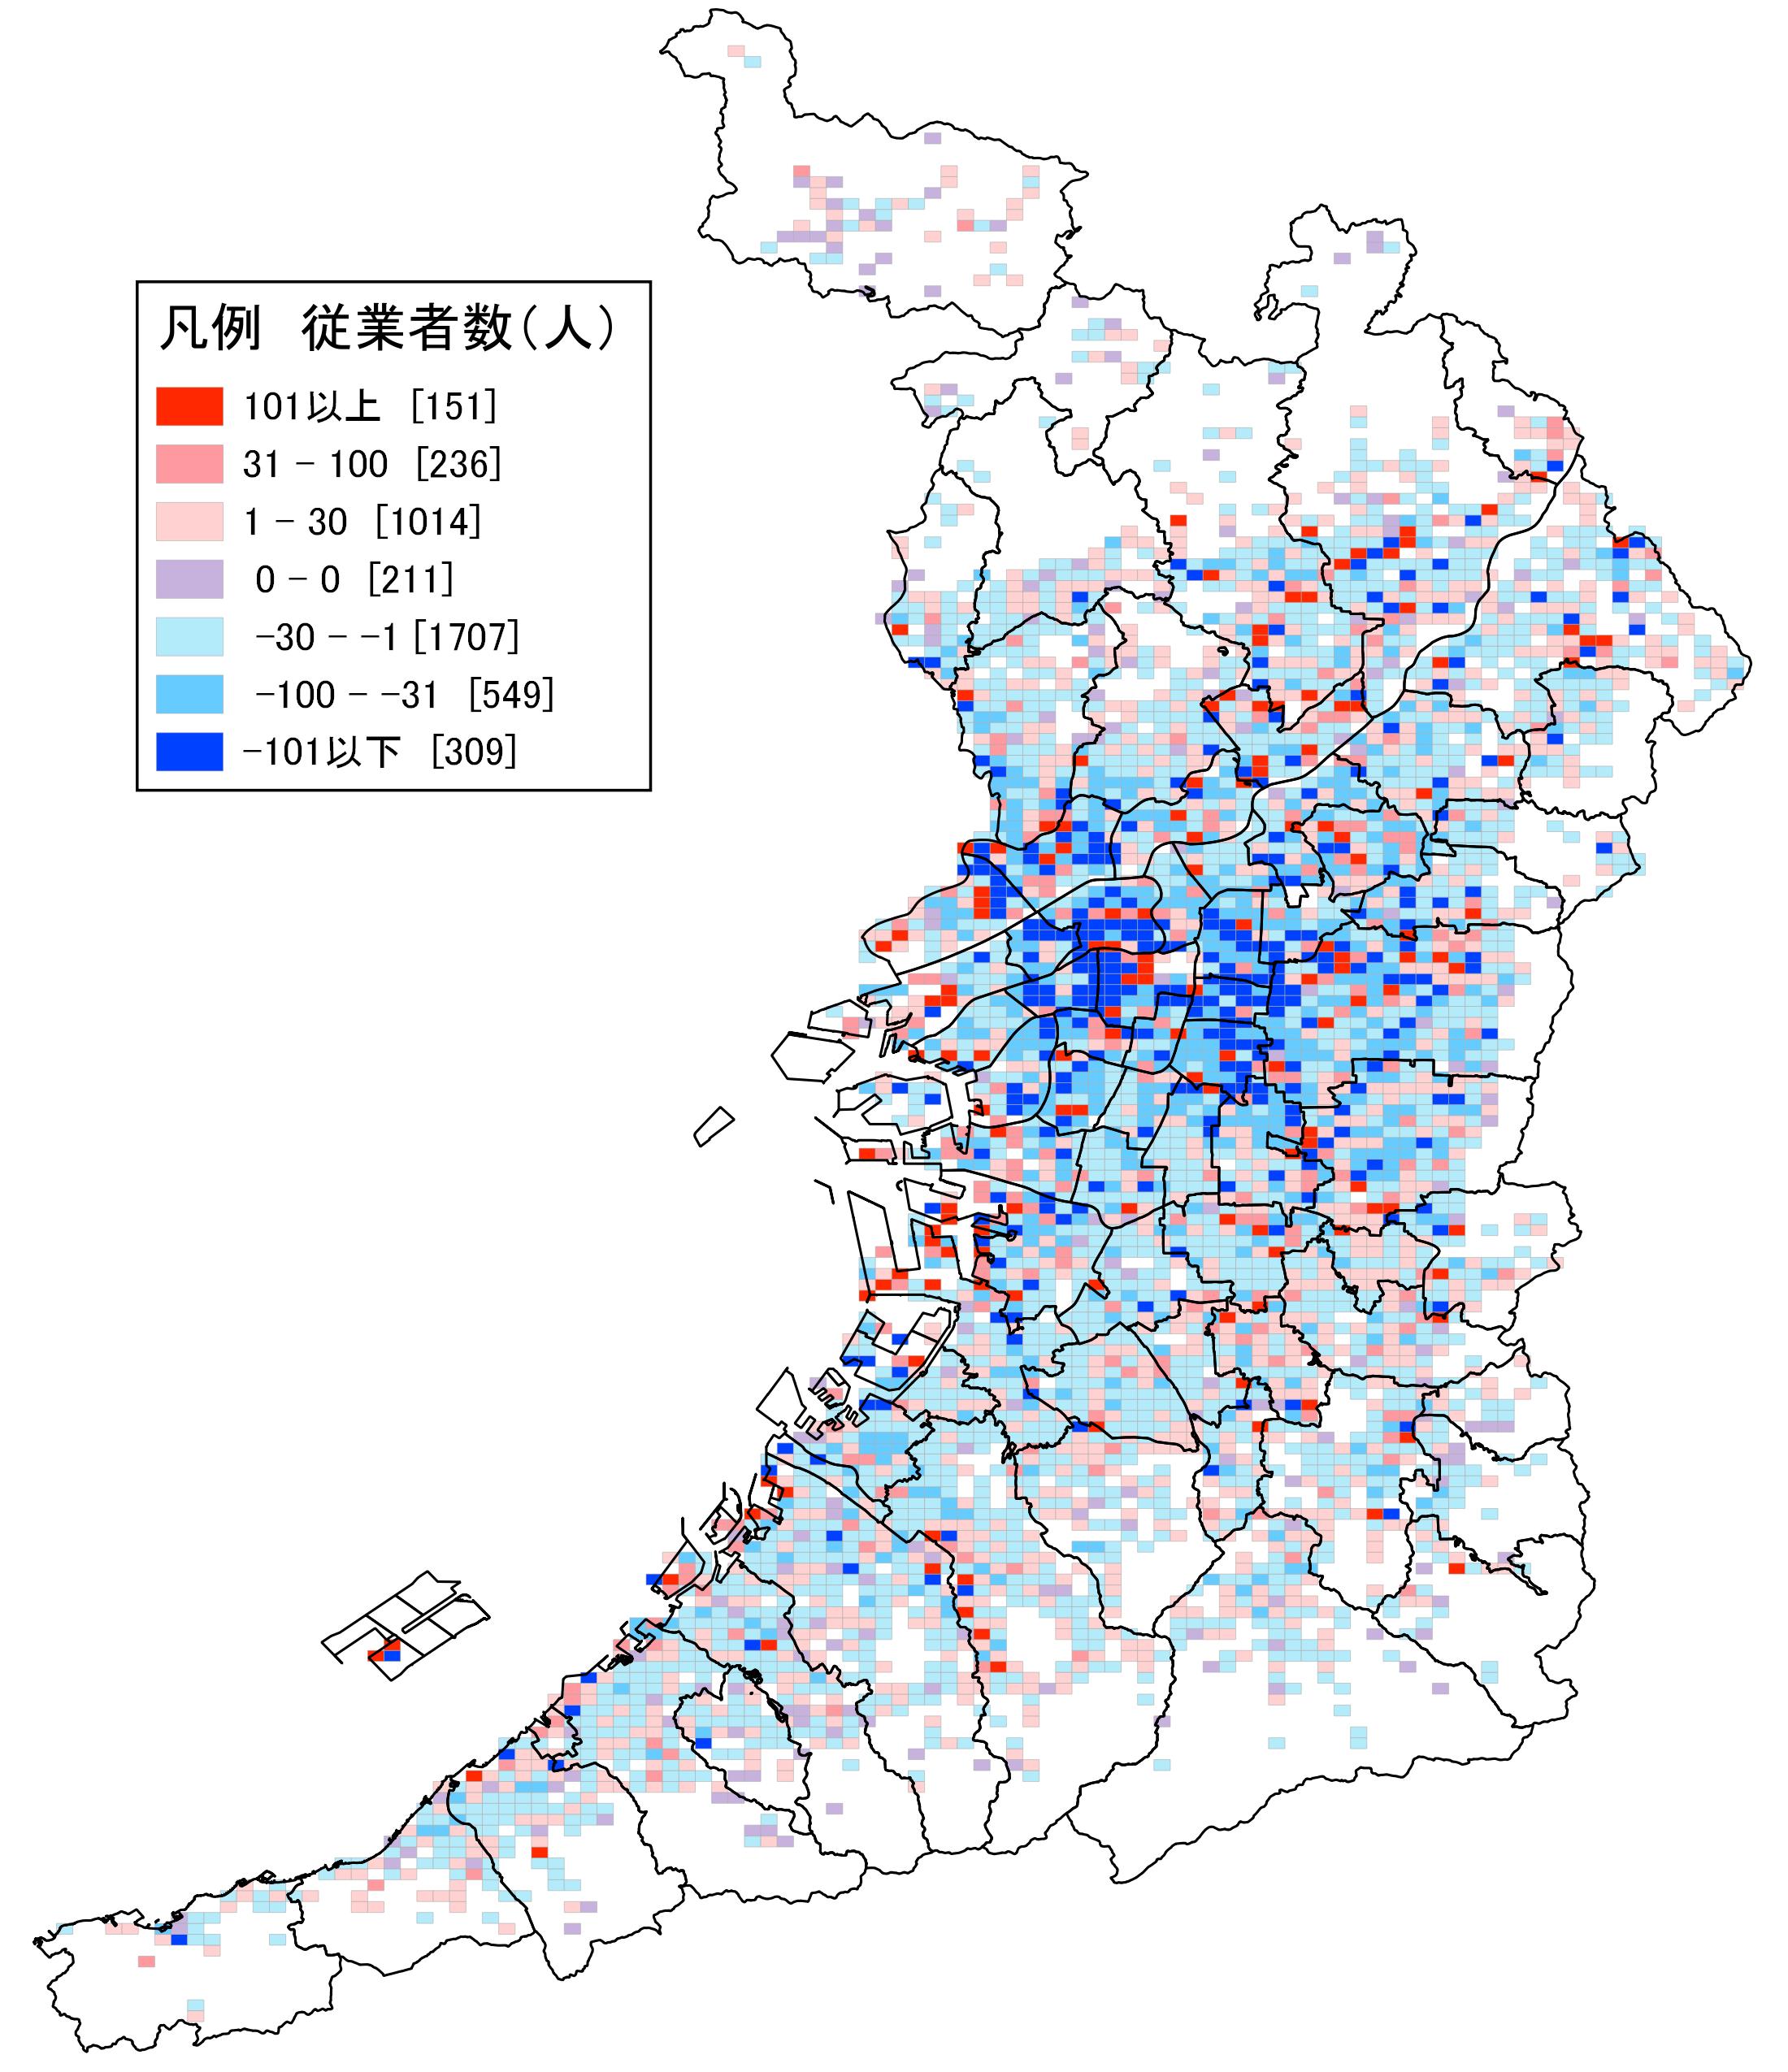 凡例　従業者数（人）
101以上 [151]
31 - 100 [236]
1 - 30 [1014]
0 - 0 [211]
-30 - -1 [1707]
-100 - -31 [549]
-101以下 [309]